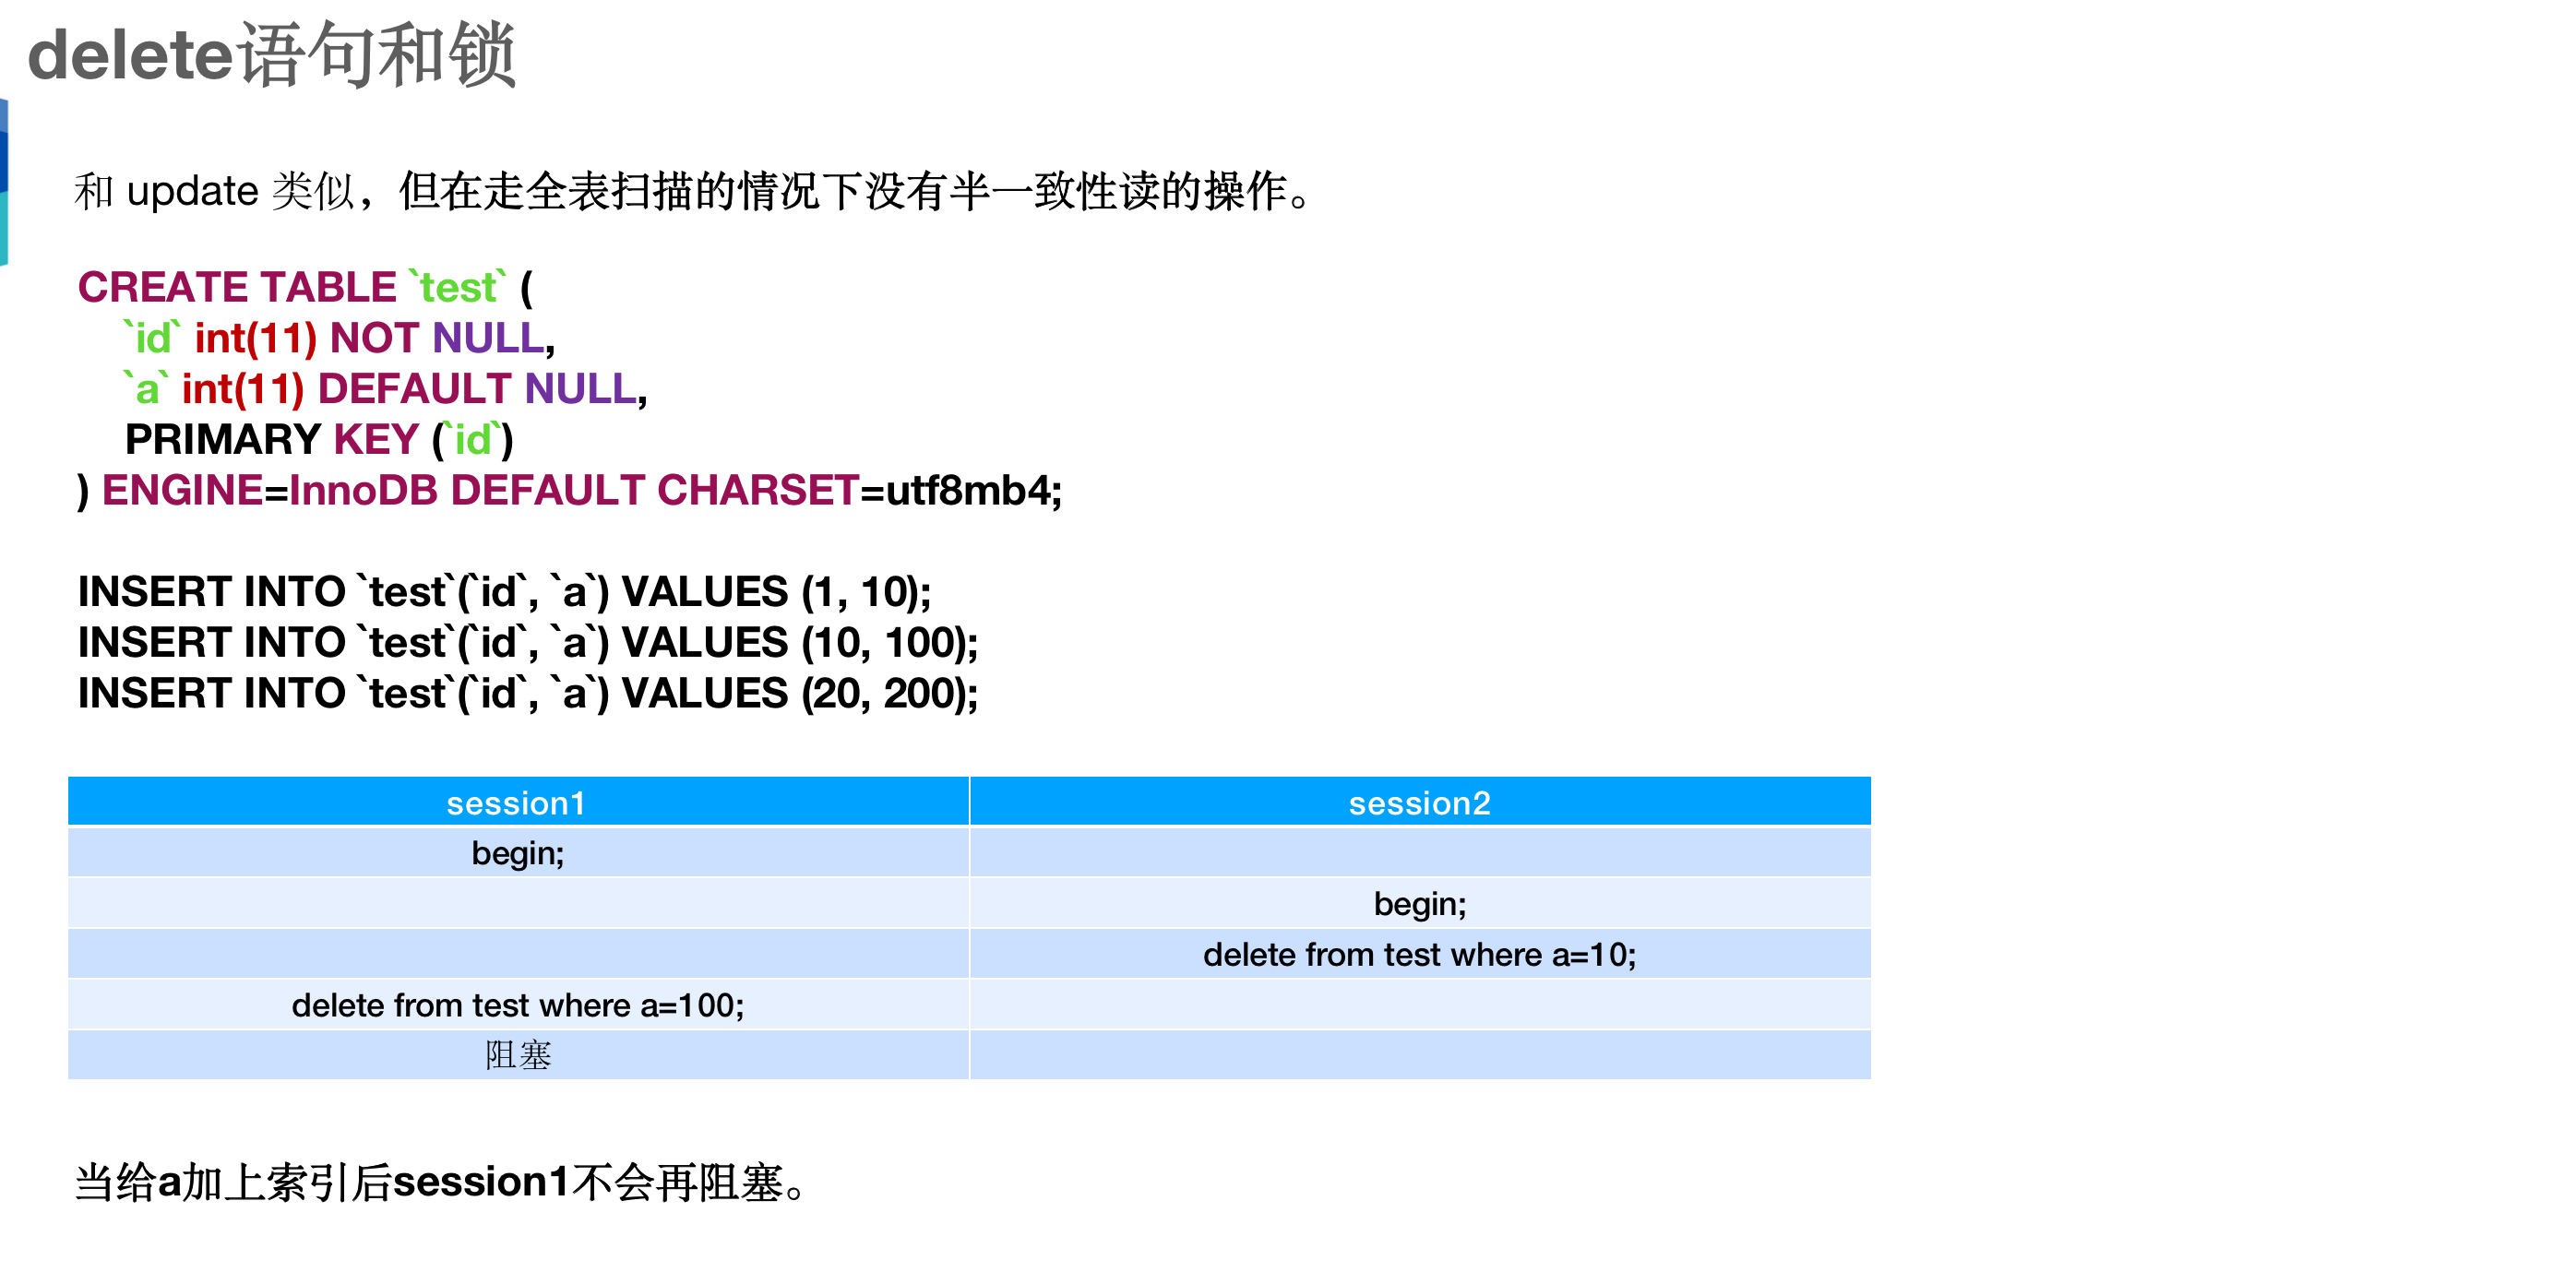 delete语句和锁
和 update 类似，但在走全表扫描的情况下没有半一致性读的操作。
CREATE TABLE `test` (
`id` int(11) NOT NULL,
`a` int(11) DEFAULT NULL,
PRIMARY KEY (`id`)
) ENGINE=InnoDB DEFAULT CHARSET=utf8mb4;
INSERT INTO `test`(`id`, `a`) VALUES (1, 10);
INSERT INTO `test`(`id`, `a`) VALUES (10, 100);
INSERT INTO `test`(`id`, `a`) VALUES (20, 200);
session1 session2
begin;
begin;
delete from test where a=10;
delete from test where a=100;
阻塞
当给a加上索引后session1不会再阻塞。